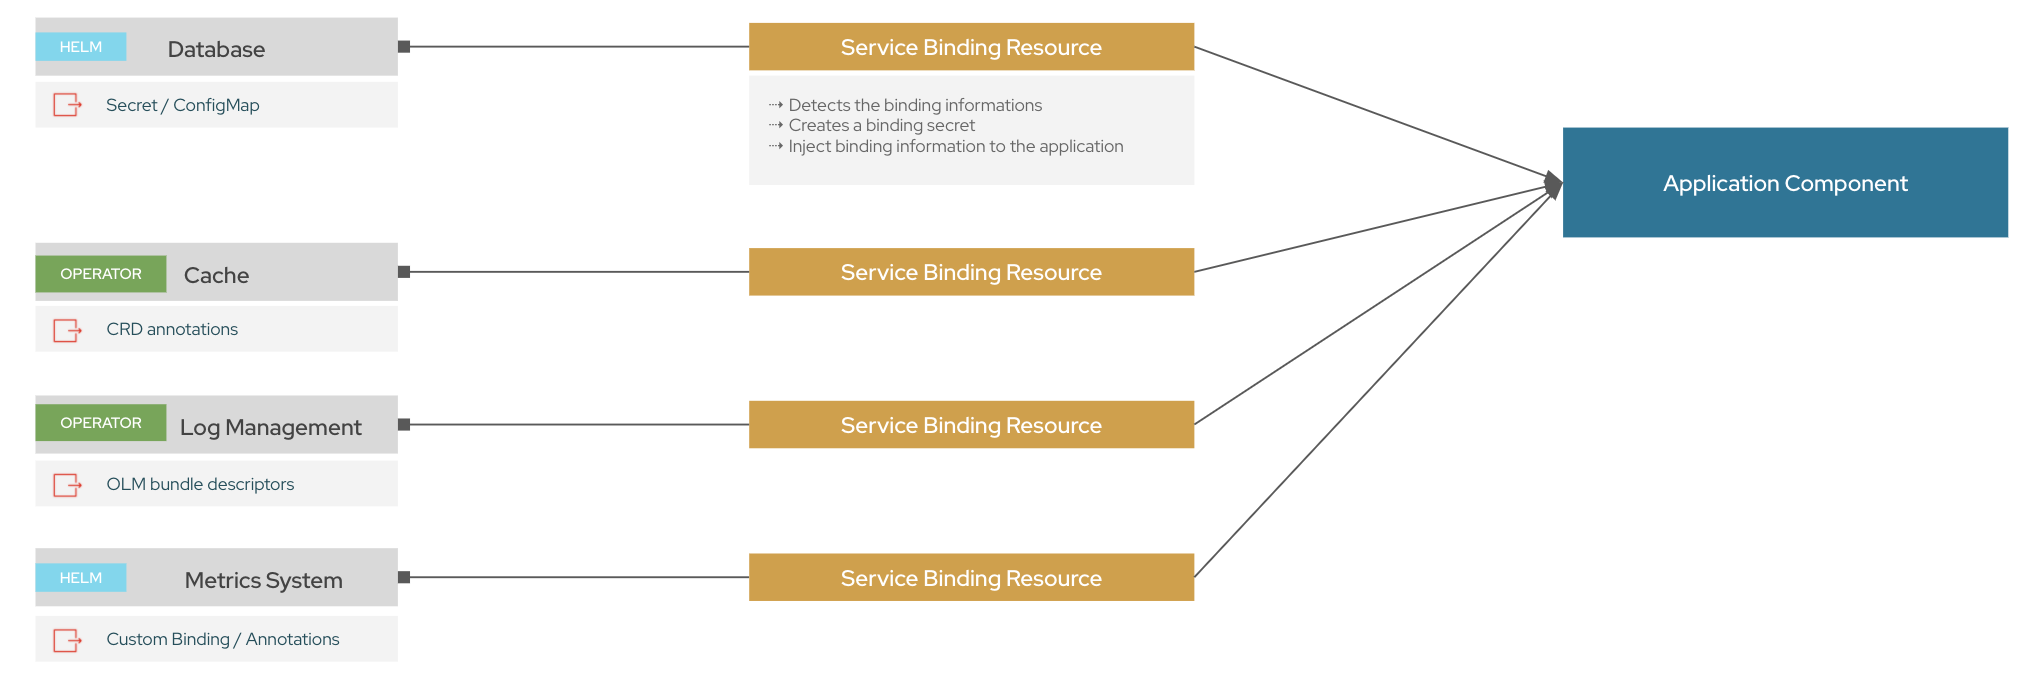 HELM
Database
Service Binding Resource
Secret / ConfigMap
⇢ Detects the binding informations
⇢ Creates a binding secret
⇢ Inject binding information to the application
Application Component
OPERATOR
Cache
Service Binding Resource
CRD annotations
OPERATOR
Log Management
Service Binding Resource
OLM bundle descriptors
HELM
Metrics System
Service Binding Resource
Custom Binding / Annotations